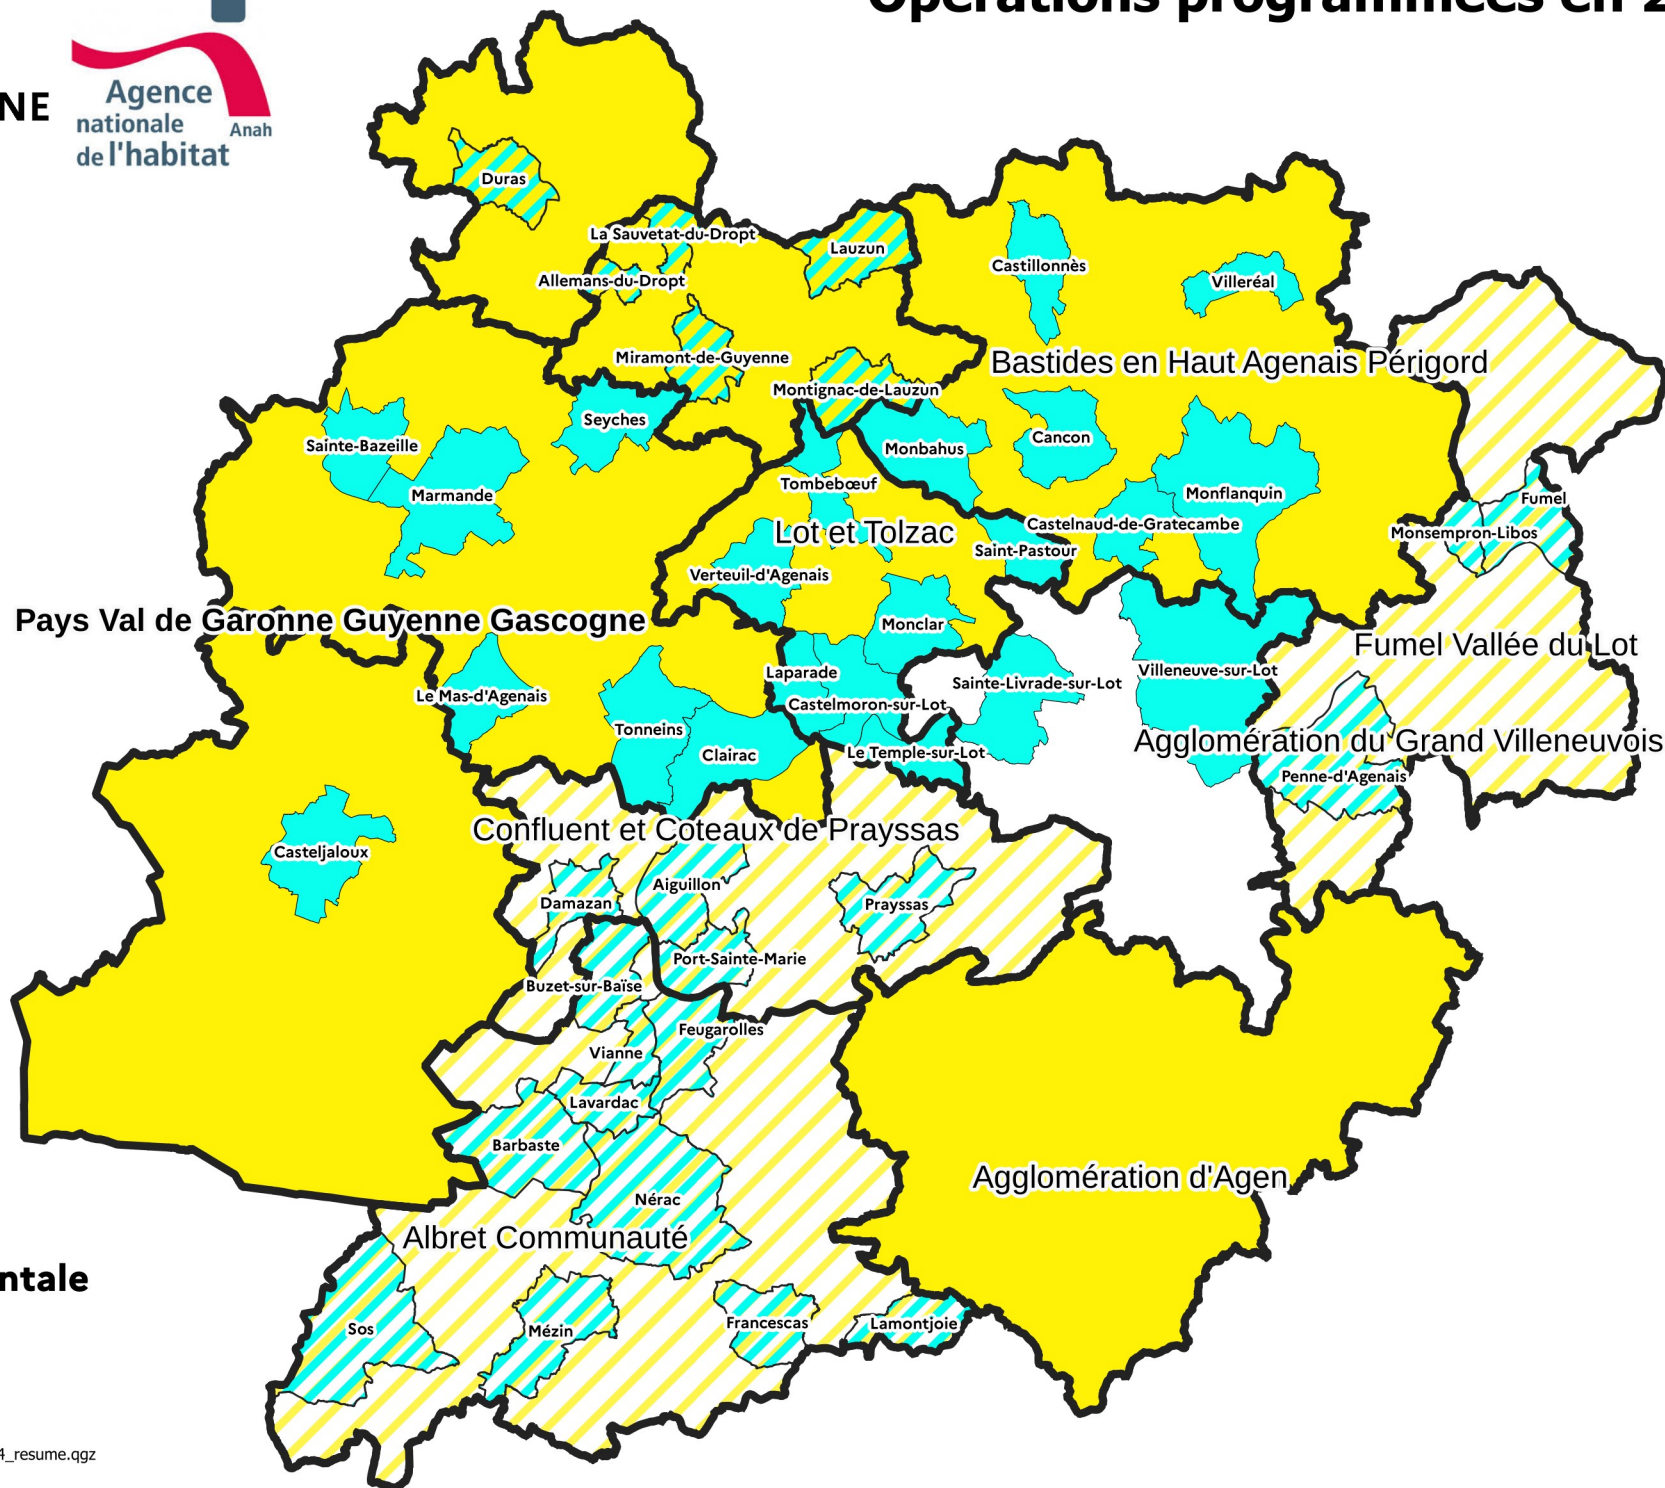 Opérations programmées en 2
NE
Agence
nationale
Anah
de l'habitat
Duras
La Sauvetat-du-Dropt
Lauzun
Castillonnès
Allemans-du-Dropt
Villeréal
Miramont-de-Guyenne
Bastides en Haut Agenais Périgord
Montignac-de-Lauzun
Seyches
Sainte-Bazeille
Monbahus
Cancon
Tombebœuf
Marmande
Monflanquin
Fumel
Castelnaud-de-Gratecambe
Lot et Tolzac
Monsempron-Libos
Saint-Pastour
Verteuil-d'Agenais
Pays Val de Garonne Guyenne Gascogne
Monclar
Fumel Vallée du Lot
Laparade
Villeneuve-sur-Lot
Sainte-Livrade-sur-Lot
Le Mas-d'Agenais
Castelmoron-sur-Lot
Tonneins
Agglomération du Grand Villeneuvois
Clairac
Le Temple-sur-Lot
Penne-d'Agenais
Confluent et Coteaux de Prayssas
Casteljaloux
Aiguillon
Damazan
Prayssas
Port-Sainte-Marie
Buzet-sur-Baïse
Feugarolles
Vianne
Lavardac
Barbaste
Agglomération d'Agen
Nérac
Albret Communauté
ntale
Francescas
Lamontjoie
Sos
Mézin
4_resume.qgz